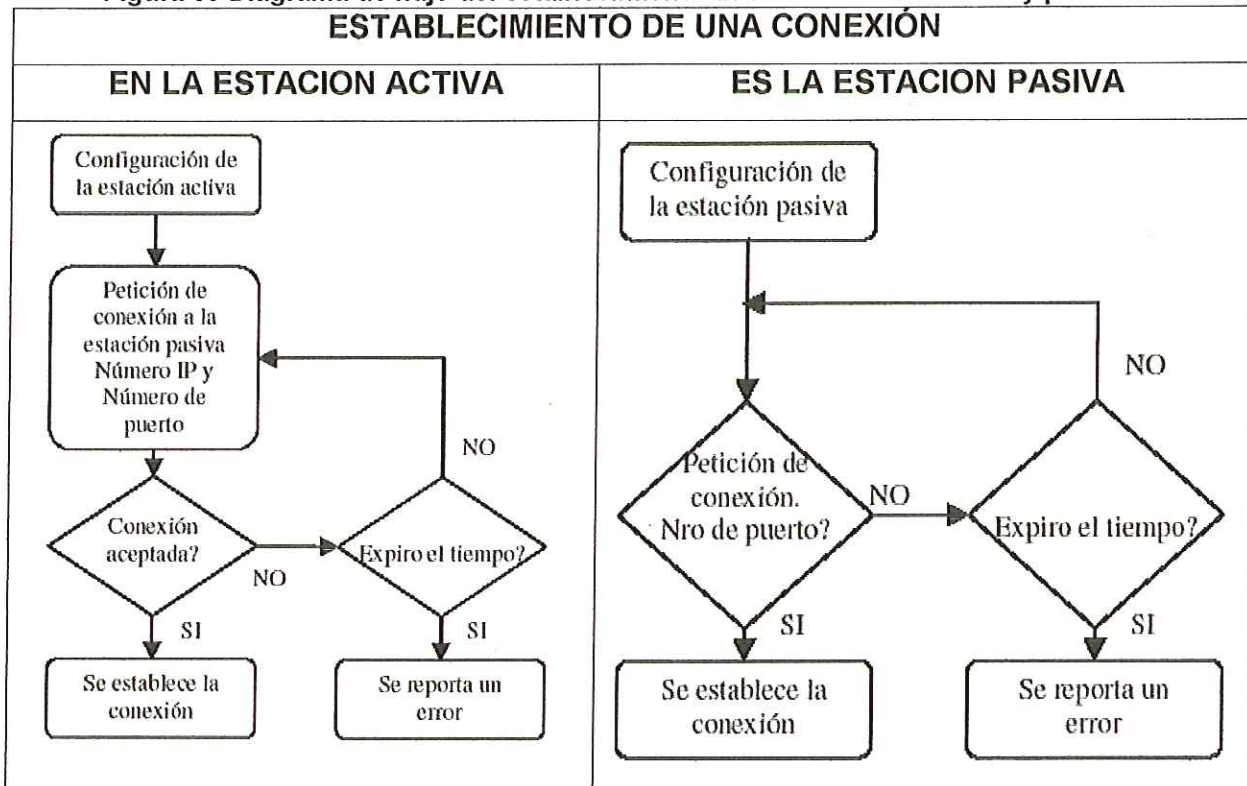 ESTABLECIMIENTO DE UNA CONEXIÓN
EN LA ESTACION ACTIVA
ES LA ESTACION PASIVA
Configuración de
la estación activa
Petición de
conexión a la
estación pasiva
Número IP y
Número de
puerto
NO
Conexión
aceptada?
NO
Expiro el tiempo?
SI
SI
Se establece la
conexión
Se reporta un
error
Configuración de
la estación pasiva
NO
Petición de
conexión.
Nro de puerto?
NO
Expiro el tiempo?
SI
SI
Se establece la
conexión
Se reporta un
error